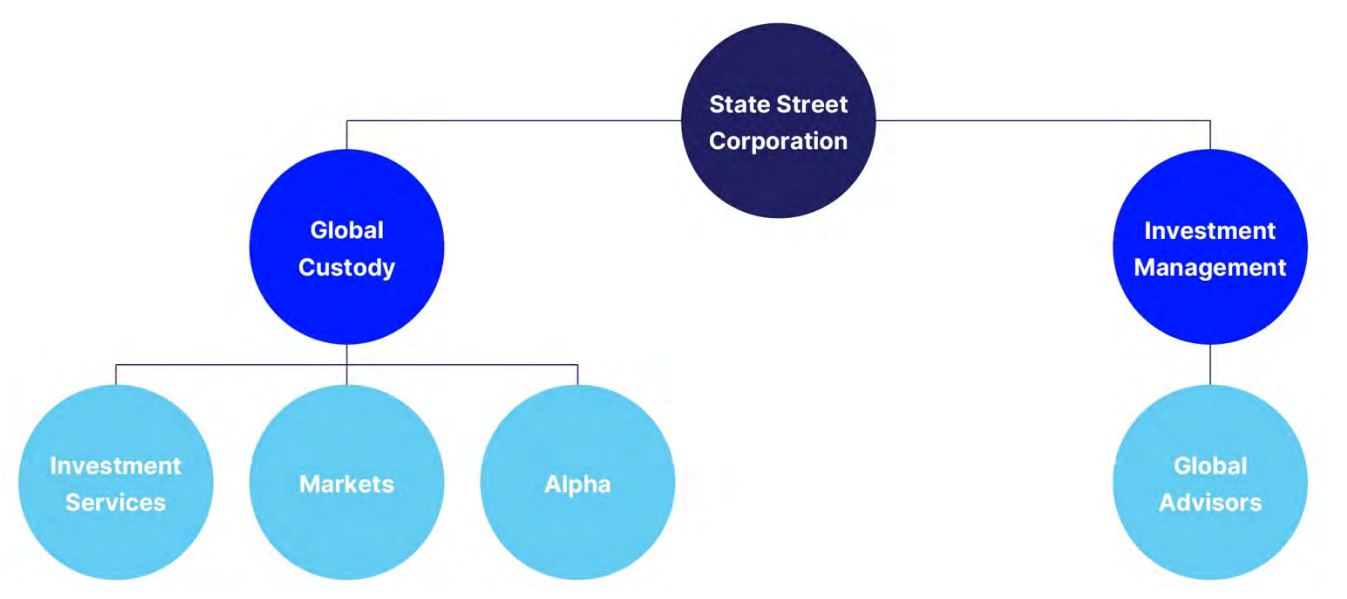 State Street
Corporation
Global
Custody
Investment
Management
Investment
Services
Markets
Alpha
Global
Advisors